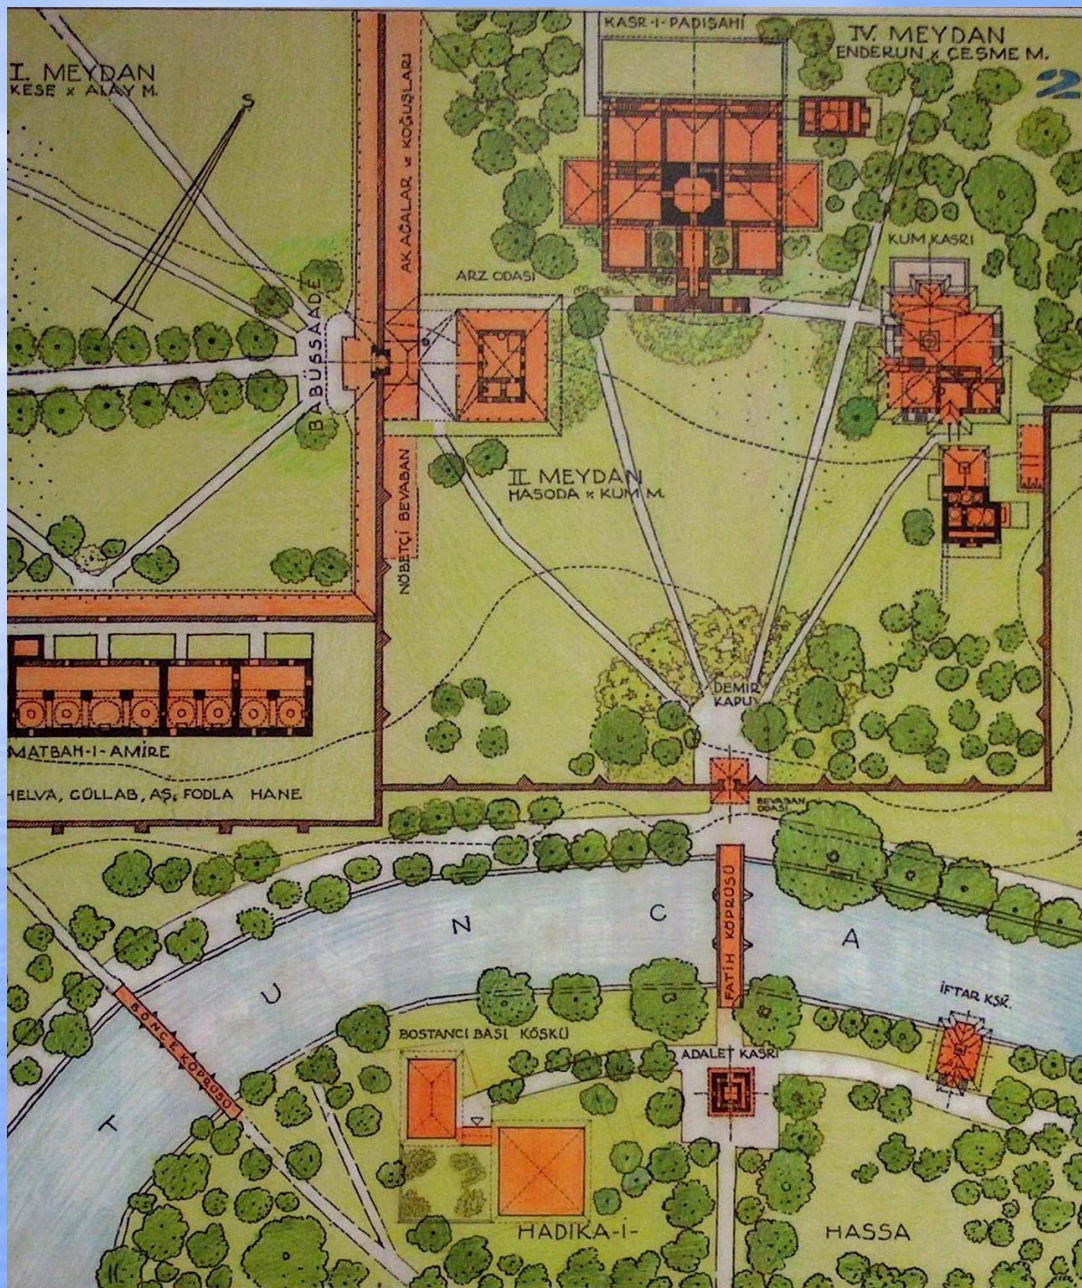 KASR-I-PADIŞAHİ
IV. MEYDAN
ENDERUN x ÇEŞME M.
2
I. MEYDAN
KESE x ALAY M.
Ş
AK AĞALAR ve KOĞUŞLARI
KUM KASRI
ARZ ODASI
BABÜSSAADE
NÖBETÇİ BEVABAN
II MEYDAN
HASODA x KUM M.
DEMİR
KAPU
MATBAH-I-AMİRE
HELVA, GÜLLAB, AŞ, FODLA HANE.
BEVABAN
ODASI
FATİH KÖPRÜSÜ
T U N C A
BÖNCE KÖPRÜSÜ
İFTAR KŞK.
BOSTANCI BAŞI KÖŞKÜ
ADALET KASRI
HADIKA-İ- HASSA